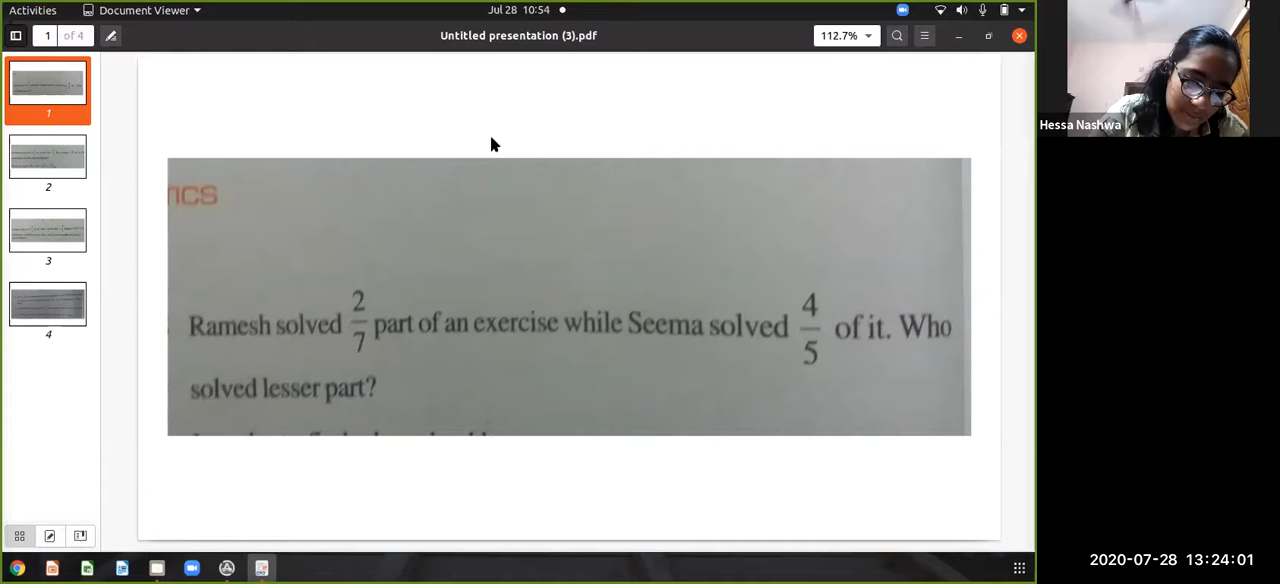 Activities Document Viewer Jul 28 10:54
1 of 4 Untitled presentation (3).pdf 112.7%
1
2
3
4
Hessa Nashwa
Ramesh solved 2/7 part of an exercise while Seema solved 4/5 of it. Who
solved lesser part?
2020-07-28 13:24:01